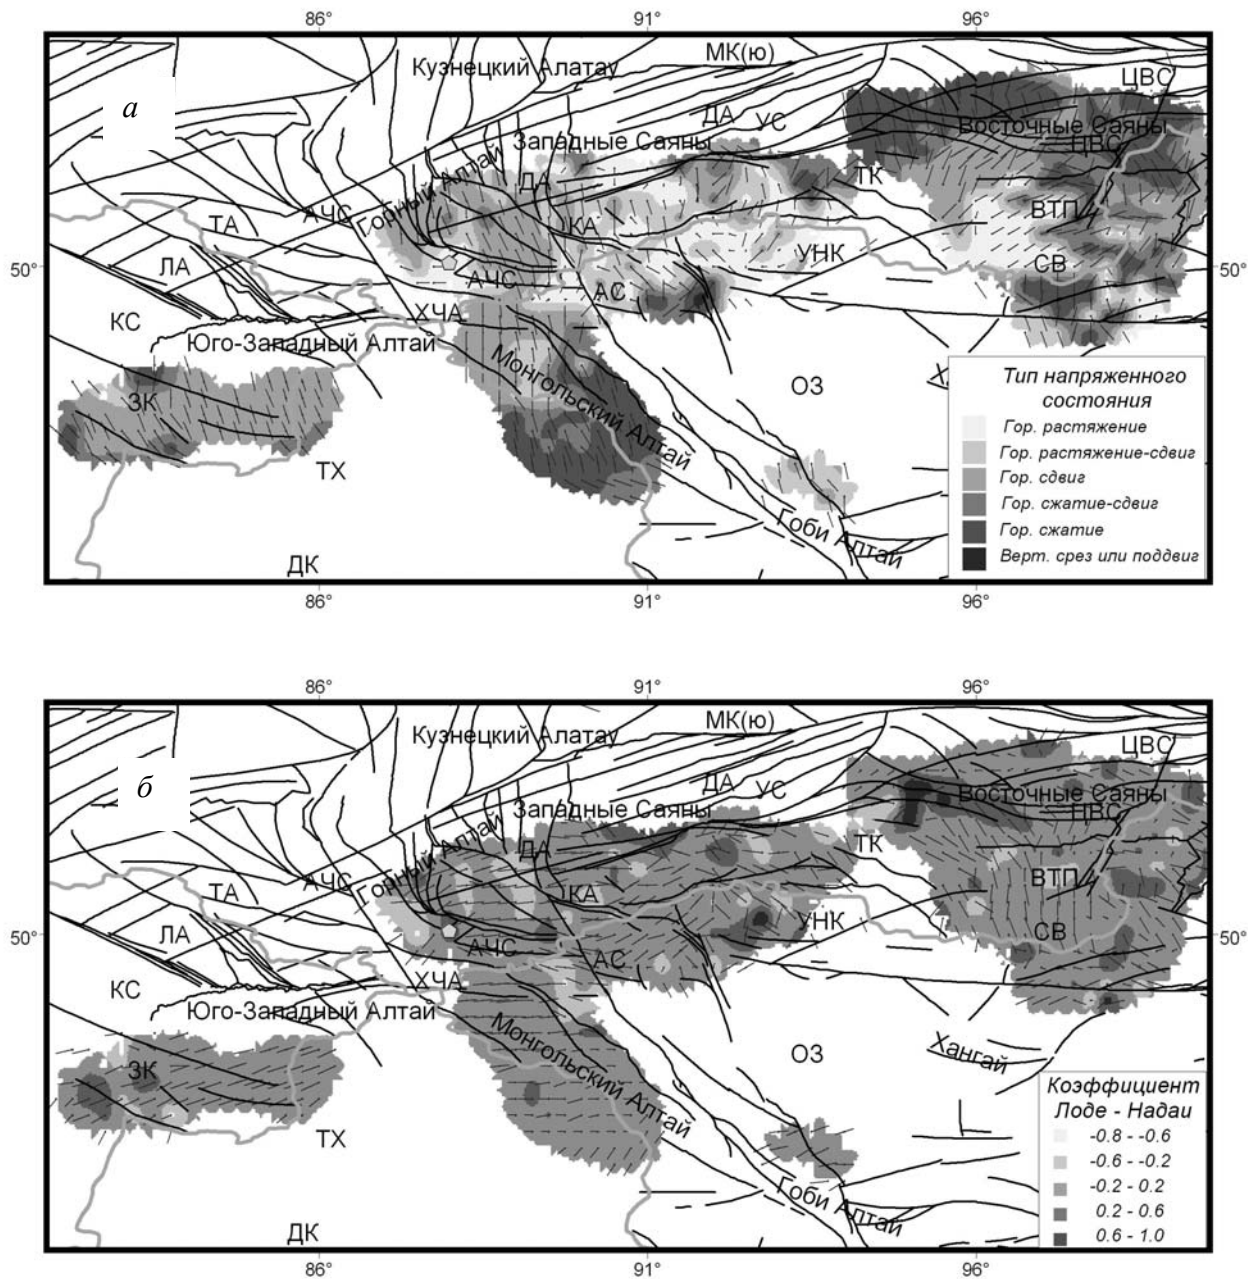 86° 91° 96°
МК(ю)
Кузнецкий Алатау
ЦВС
а
ДА УС
Восточные Саяны
Западные Саяны
ЦВС
Горный Алтай
ДА
ТК
АЧС
ВТП
ТА
КА
УНК
СВ
50° 50°
ЛА
АЧС
АС
ХЧА
КС
Юго-Западный Алтай
Монгольский Алтай
ОЗ
ЗК
ТХ
Гоби Алтай
ДК
Тип напряженного
состояния
Гор. растяжение
Гор. растяжение-сдвиг
Гор. сдвиг
Гор. сжатие-сдвиг
Гор. сжатие
Верт. срез или поддвиг
86° 91° 96°
86° 91° 96°
МК(ю)
Кузнецкий Алатау
ЦВС
б
ДА УС
Восточные Саяны
Западные Саяны
ЦВС
Горный Алтай
ДА
ТК
АЧС
ВТП
ТА
КА
УНК
СВ
50° 50°
ЛА
АЧС
АС
ХЧА
КС
Юго-Западный Алтай
Монгольский Алтай
ОЗ
Хангай
ЗК
ТХ
Гоби Алтай
ДК
Коэффициент
Лоде - Надаи
-0.8 - -0.6
-0.6 - -0.2
-0.2 - 0.2
0.2 - 0.6
0.6 - 1.0
86° 91° 96°